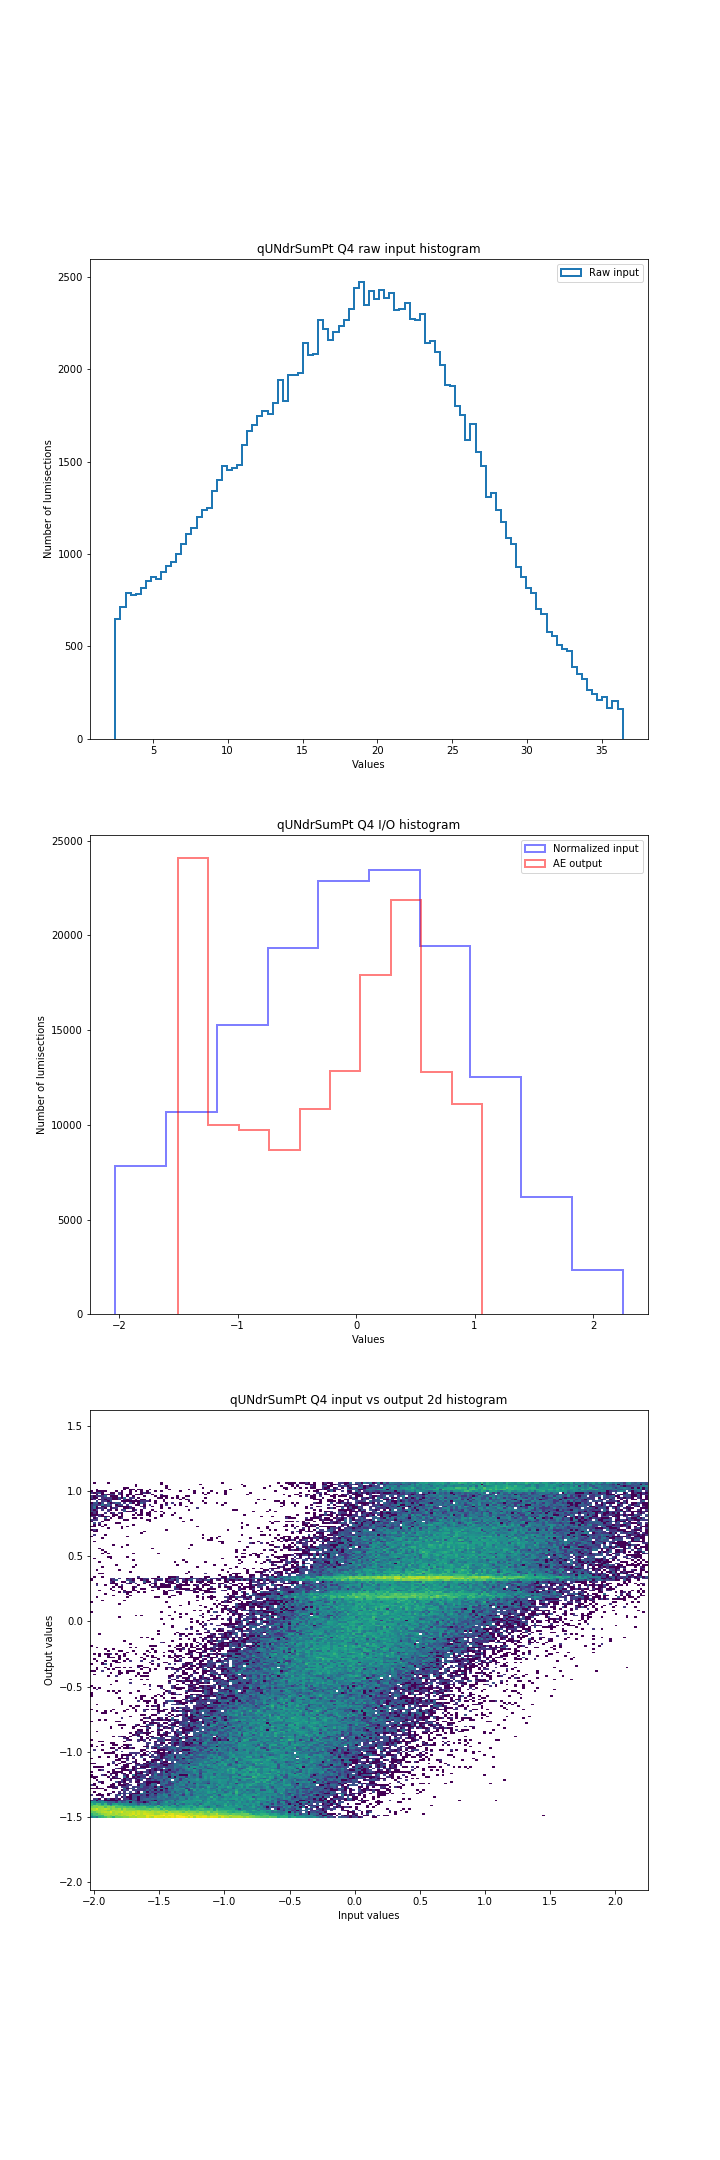 qUNdrSumPt Q4 raw input histogram
Raw input
2500
2000
1500
1000
500
0
Number of lumisections
5 10 15 20 25 30 35
Values
qUNdrSumPt Q4 I/O histogram
Normalized input
AE output
25000
20000
15000
10000
5000
0
Number of lumisections
−2 −1 0 1 2
Values
qUNdrSumPt Q4 input vs output 2d histogram
1.5
1.0
0.5
0.0
−0.5
−1.0
−1.5
−2.0
Output values
−2.0 −1.5 −1.0 −0.5 0.0 0.5 1.0 1.5 2.0
Input values